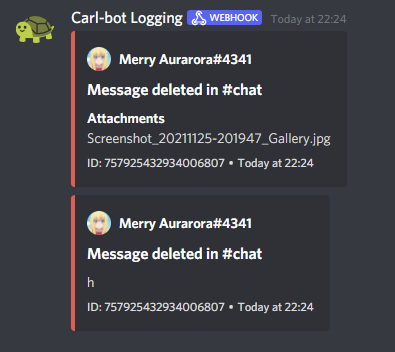 Carl-bot Logging WEBHOOK Today at 22:24
Merry Aurarora#4341
Message deleted in #chat
Attachments
Screenshot_20211125-201947_Gallery.jpg
ID: 757925432934006807 • Today at 22:24
Merry Aurarora#4341
Message deleted in #chat
h
ID: 757925432934006807 • Today at 22:24